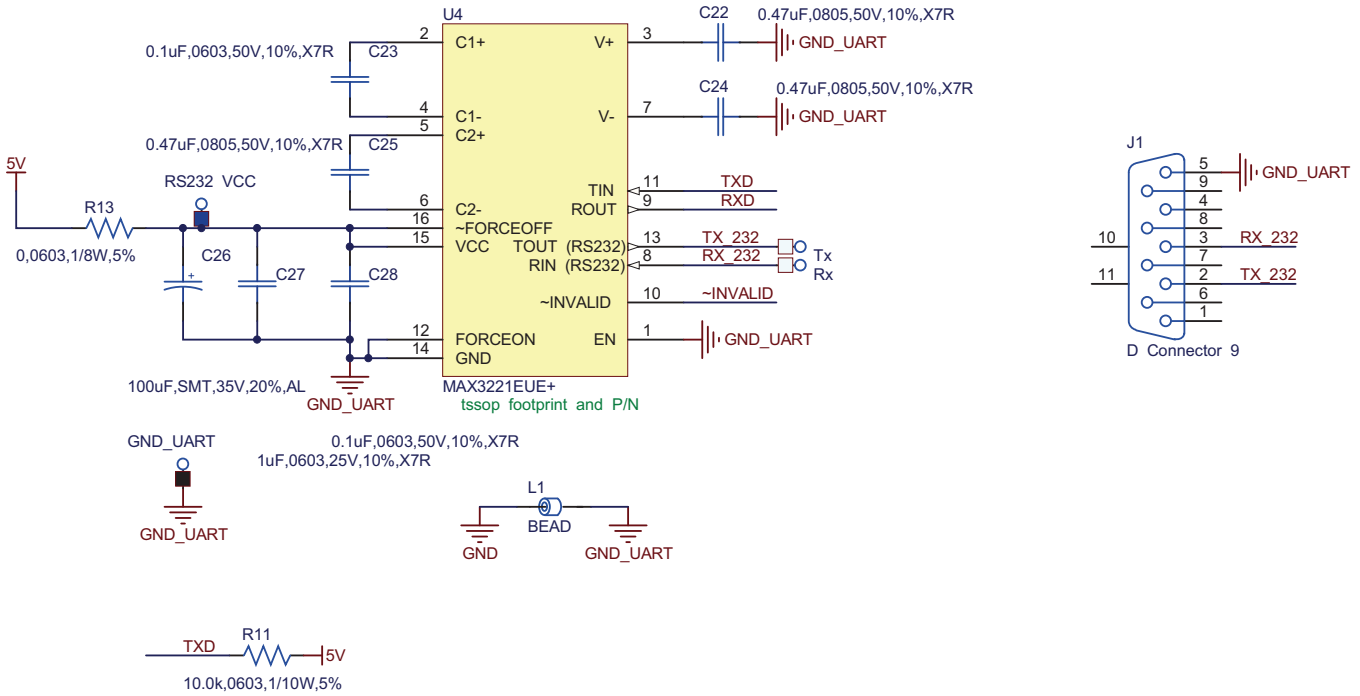 U4
C22
0.47uF,0805,50V,10%,X7R
0.1uF,0603,50V,10%,X7R
C23
2
C1+
V+
3
GND_UART
C24
0.47uF,0805,50V,10%,X7R
4
C1-
V-
7
GND_UART
5
C2+
0.47uF,0805,50V,10%,X7R
C25
J1
5V
RS232 VCC
TIN
11
TXD
5
GND_UART
9
R13
6
C2-
ROUT
9
RXD
4
16
~FORCEOFF
8
0,0603,1/8W,5%
C26
15
VCC
TOUT (RS232)
13
TX_232
Tx
10
3
RX_232
RIN (RS232)
8
RX_232
Rx
7
+
C27
C28
11
2
TX_232
~INVALID
10
~INVALID
6
12
FORCEON
EN
1
GND_UART
1
14
GND
D Connector 9
100uF,SMT,35V,20%,AL
GND_UART
MAX3221EUE+
tssop footprint and P/N
GND_UART
0.1uF,0603,50V,10%,X7R
1uF,0603,25V,10%,X7R
L1
BEAD
GND_UART
GND
GND_UART
TXD
R11
5V
10.0k,0603,1/10W,5%